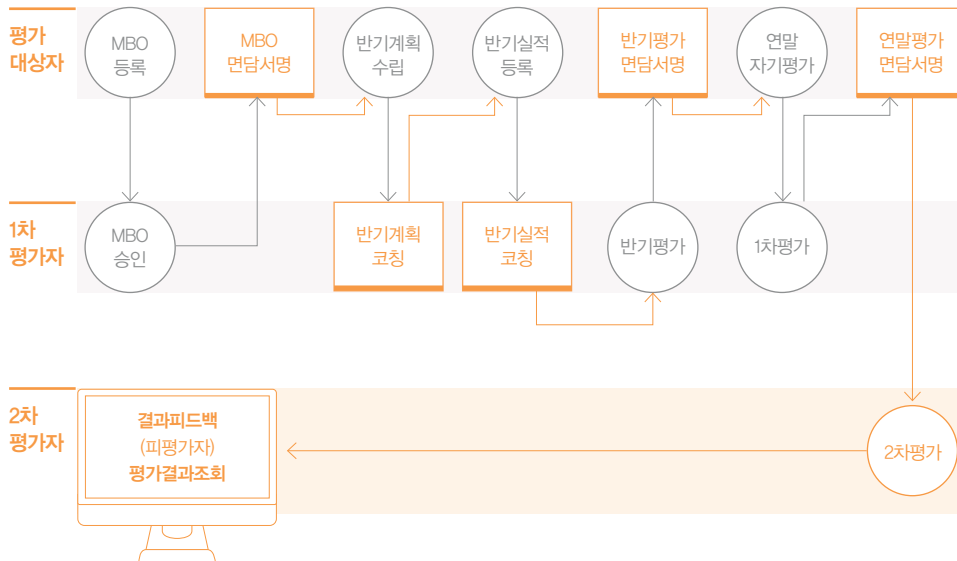 평가
대상자
MBO
등록
MBO
면담서명
반기계획
수립
반기실적
등록
반기평가
면담서명
연말
자기평가
연말평가
면담서명
1차
평가자
MBO
승인
반기계획
코칭
반기실적
코칭
반기평가
1차평가
2차
평가자
결과피드백
(피평가자)
평가결과조회
2차평가